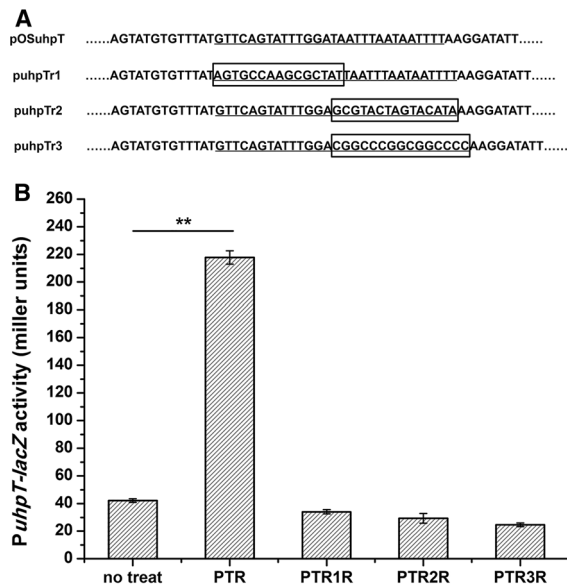 A
pOSuhpT ......AGTATGTGTTTATGTTCAGTATTTGGATAATTTAATAATTTTAAGGATATT......
puhpTr1 ......AGTATGTGTTTATAGTGCCAAGCGCTATTAATTTAATAATTTTAAGGATATT......
puhpTr2 ......AGTATGTGTTTATGTTCAGTATTTGGAGCGTACTAGTACATAAAGGATATT......
puhpTr3 ......AGTATGTGTTTATGTTCAGTATTTGGACGGCCCGGCGGCCCCAAGGATATT......
B
PuhpT-lacZ activity (miller units)
260
240
220
200
180
160
140
120
100
80
60
40
20
0
**
no treat PTR PTR1R PTR2R PTR3R